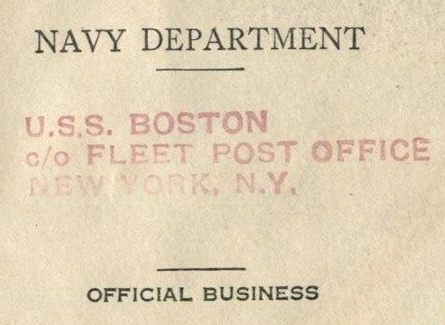 NAVY DEPARTMENT
U.S.S. BOSTON
c/o FLEET POST OFFICE
NEW YORK, N.Y.
OFFICIAL BUSINESS